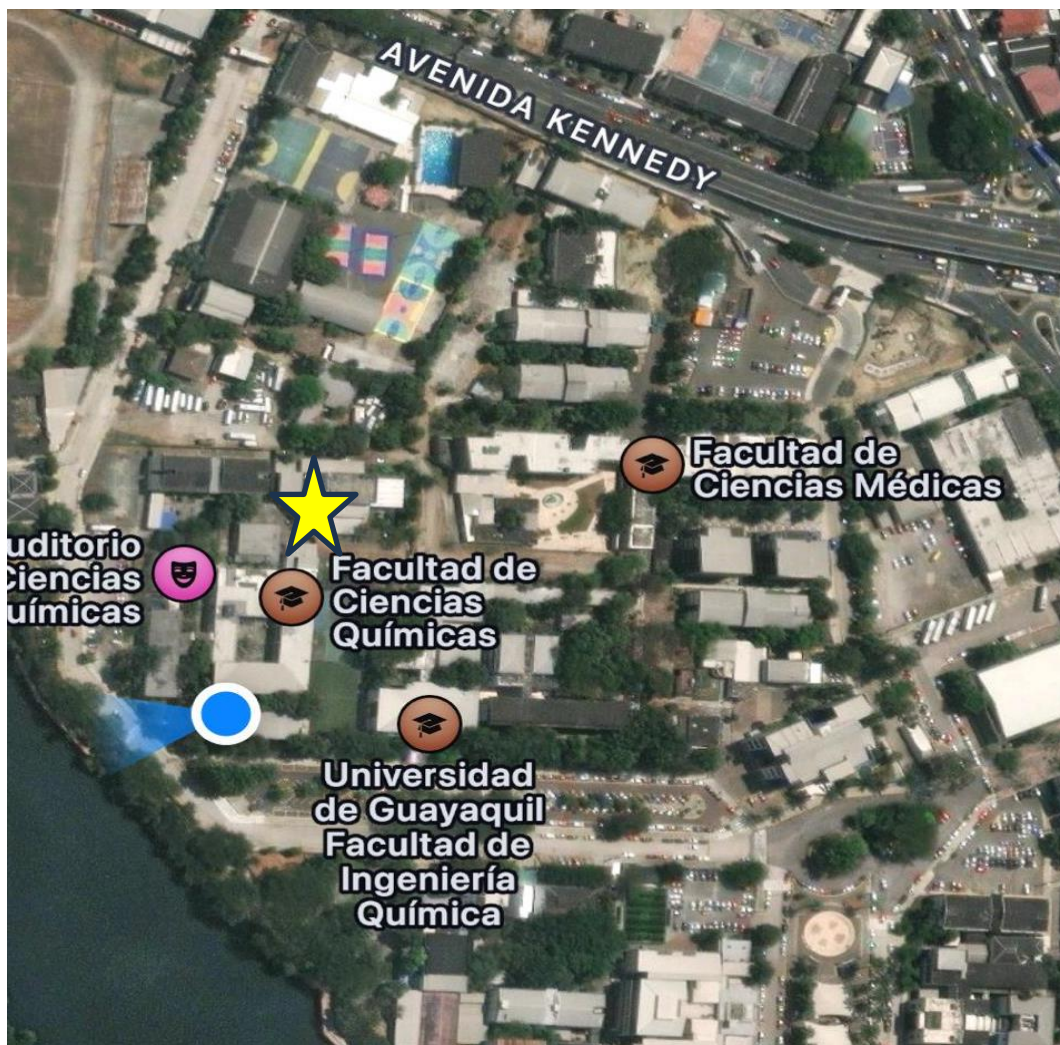 AVENIDA KENNEDY
Facultad de
Ciencias Médicas
uditorio
Ciencias
uímicas
Facultad de
Ciencias
Químicas
Universidad
de Guayaquil
Facultad de
Ingeniería
Química